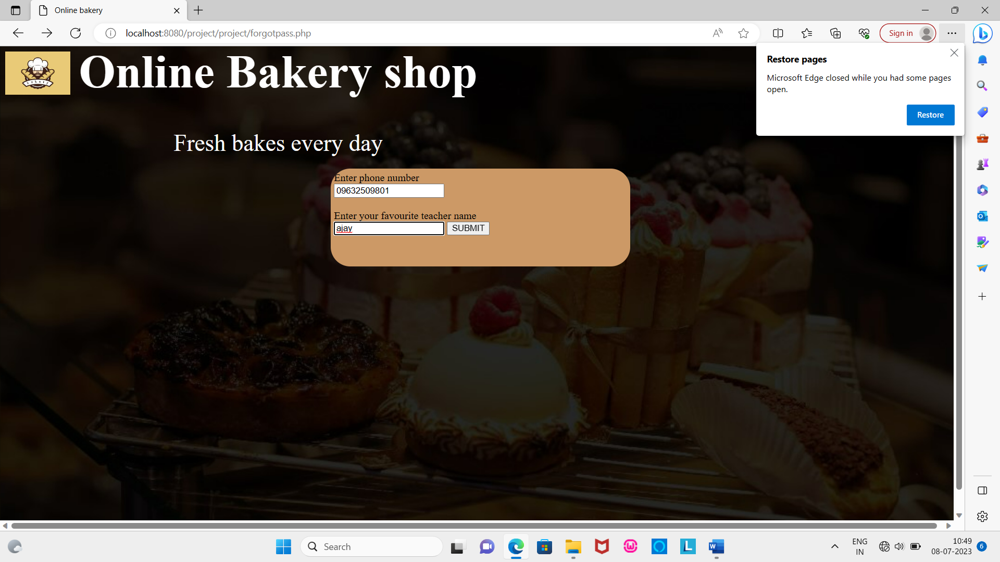 Online bakery
localhost:8080/project/project/forgotpass.php
Sign in
Restore pages
Microsoft Edge closed while you had some pages
open.
Restore
bakery
Online Bakery shop
Fresh bakes every day
Enter phone number
09632509801
Enter your favourite teacher name
ajay
SUBMIT
Search
ENG
IN
10:49
08-07-2023
6